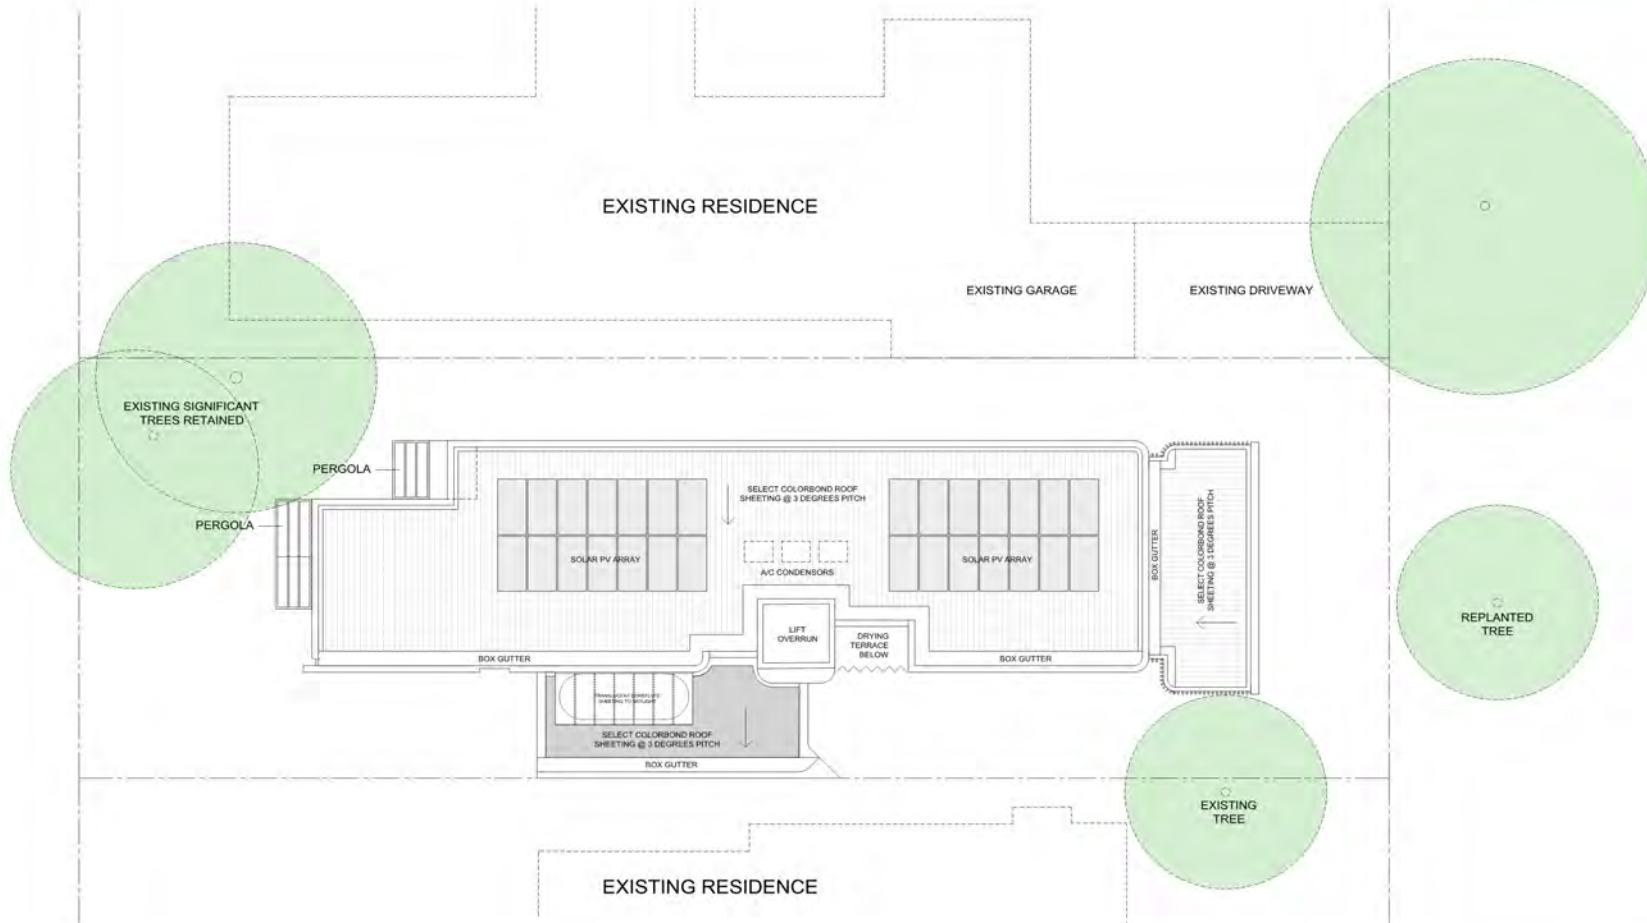 EXISTING RESIDENCE
EXISTING GARAGE
EXISTING DRIVEWAY
EXISTING SIGNIFICANT
TREES RETAINED
PERGOLA
PERGOLA
SELECT COLORBOND ROOF
SHEETING @ 3 DEGREES PITCH
SOLAR PV ARRAY
A/C CONDENSORS
SOLAR PV ARRAY
BOX GUTTER
SELECT COLORBOND ROOF
SHEETING @ 3 DEGREES PITCH
LIFT
OVERRUN
DRYING
TERRACE
BELOW
REPLANTED
TREE
BOX GUTTER
BOX GUTTER
SHEETING TO SKYLIGHT
SELECT COLORBOND ROOF
SHEETING @ 3 DEGREES PITCH
BOX GUTTER
EXISTING
TREE
EXISTING RESIDENCE